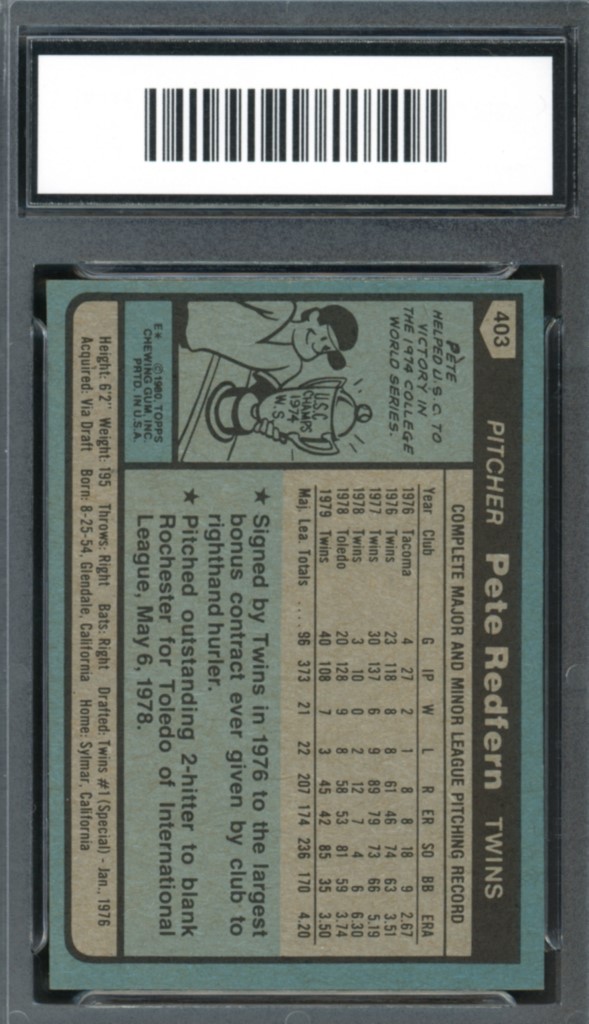 403
PITCHER Pete Redfern TWINS
PETE
HELPED U.S.C. TO
VICTORY IN
THE 1974 COLLEGE
WORLD SERIES.
U.S.C.
CHAMPS
1974
W.S.
COMPLETE MAJOR AND MINOR LEAGUE PITCHING RECORD
Year Club G IP W L R ER SO BB ERA
1976 Tacoma 4 27 2 1 8 8 18 9 2.67
1976 Twins 23 118 8 8 61 46 74 63 3.51
1977 Twins 30 137 6 9 89 79 73 66 5.19
1978 Twins 3 10 0 2 12 7 4 6 6.30
1978 Toledo 20 128 9 8 58 53 81 59 3.74
1979 Twins 40 108 7 3 45 42 85 35 3.50
Maj. Lea. Totals .... 96 373 21 22 207 174 236 170 4.20
★ Signed by Twins in 1976 to the largest
bonus contract ever given by club to
righthand hurler.
★ Pitched outstanding 2-hitter to blank
Rochester for Toledo of International
League, May 6, 1978.
E* © 1980 TOPPS
CHEWING GUM, INC.
PRTD. IN U.S.A.
Height: 6'2" Weight: 195 Throws: Right Bats: Right Drafted: Twins #1 (Special) - Jan., 1976
Acquired: Via Draft Born: 8-25-54, Glendale, California Home: Sylmar, California